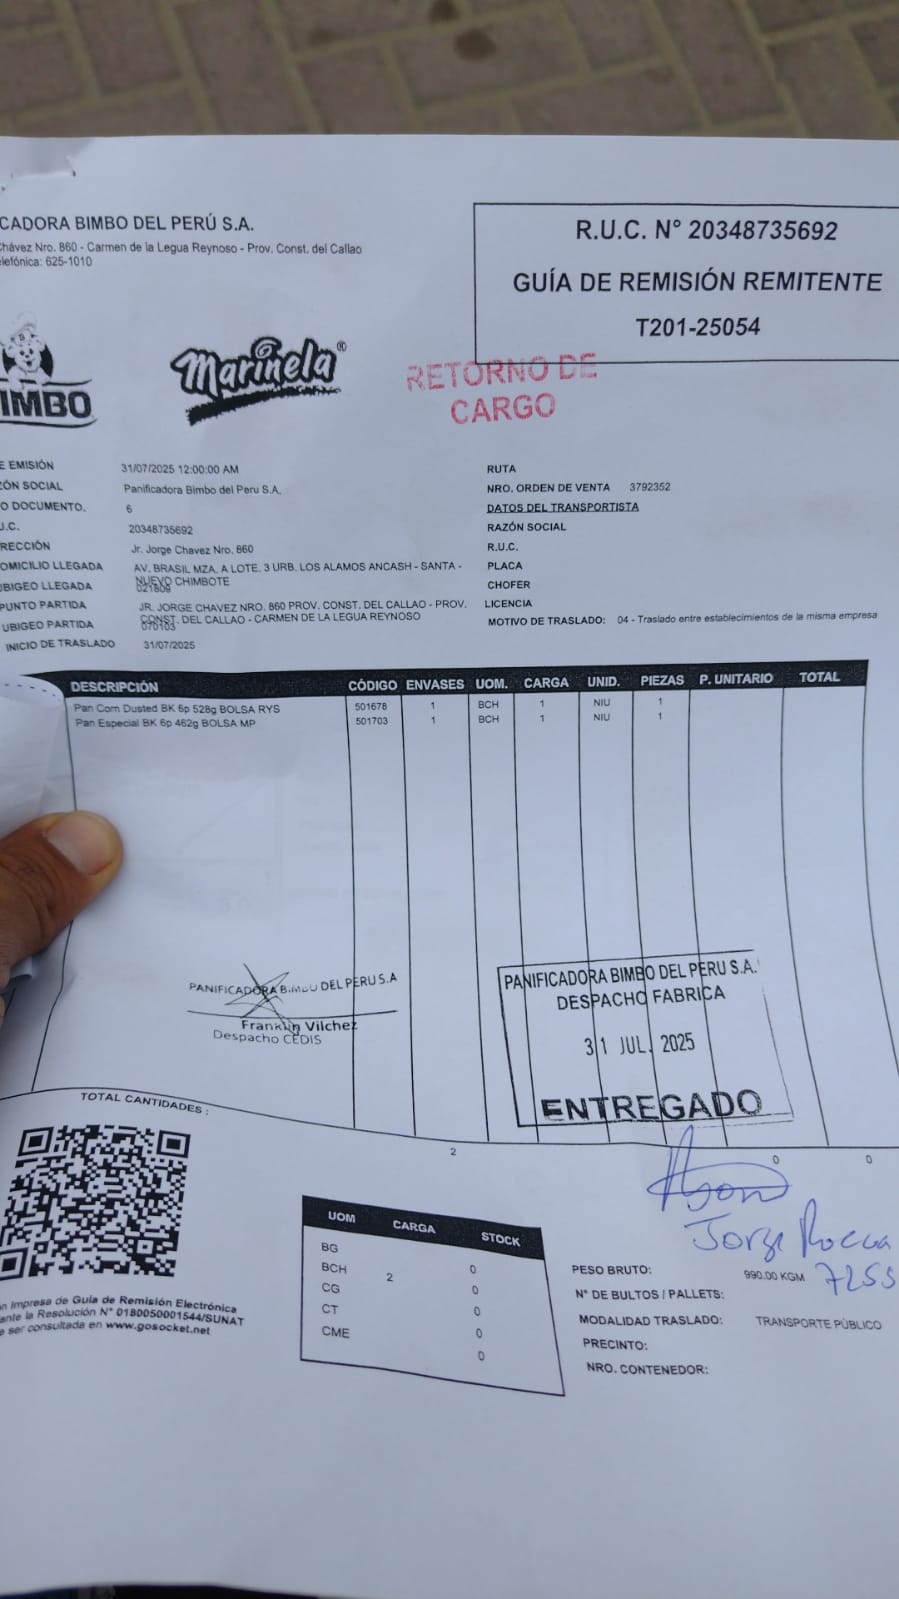 CADORA BIMBO DEL PERÚ S.A.
Chávez Nro. 860 - Carmen de la Legua Reynoso - Prov. Const. del Callao
elefónica: 625-1010
R.U.C. N° 20348735692
GUÍA DE REMISIÓN REMITENTE
T201-25054
IMBO
Marinela®
RETORNO DE
CARGO
E EMISIÓN 31/07/2025 12:00:00 AM
ZÓN SOCIAL Panificadora Bimbo del Peru S.A.
O DOCUMENTO. 6
U.C. 20348735692
RECCIÓN Jr. Jorge Chavez Nro. 860
OMICILIO LLEGADA AV. BRASIL MZA. A LOTE. 3 URB. LOS ALAMOS ANCASH - SANTA -
NUEVO CHIMBOTE
UBIGEO LLEGADA 021809
PUNTO PARTIDA JR. JORGE CHAVEZ NRO. 860 PROV. CONST. DEL CALLAO - PROV.
CONST. DEL CALLAO - CARMEN DE LA LEGUA REYNOSO
UBIGEO PARTIDA 070103
INICIO DE TRASLADO 31/07/2025
RUTA
NRO. ORDEN DE VENTA 3792352
DATOS DEL TRANSPORTISTA
RAZÓN SOCIAL
R.U.C.
PLACA
CHOFER
LICENCIA
MOTIVO DE TRASLADO: 04 - Traslado entre establecimientos de la misma empresa
DESCRIPCIÓN CÓDIGO ENVASES UOM. CARGA UNID. PIEZAS P. UNITARIO TOTAL
Pan Corn Dusted BK 6p 528g BOLSA RYS 501678 1 BCH 1 NIU 1
Pan Especial BK 6p 462g BOLSA MP 501703 1 BCH 1 NIU 1
PANIFICADORA BIMBO DEL PERU S.A
Franklin Vilchez
Despacho CEDIS
PANIFICADORA BIMBO DEL PERU S.A.
DESPACHO FABRICA
31 JUL. 2025
ENTREGADO
TOTAL CANTIDADES : 2 0 0
Jorge Rocca
7255
UOM CARGA STOCK
BG 0
BCH 2 0
CG 0
CT 0
CME 0
PESO BRUTO: 990.00 KGM
N° DE BULTOS / PALLETS:
MODALIDAD TRASLADO: TRANSPORTE PÚBLICO
PRECINTO:
NRO. CONTENEDOR:
n Impresa de Guía de Remisión Electrónica
ante la Resolución N° 0180050001544/SUNAT
e ser consultada en www.gosocket.net